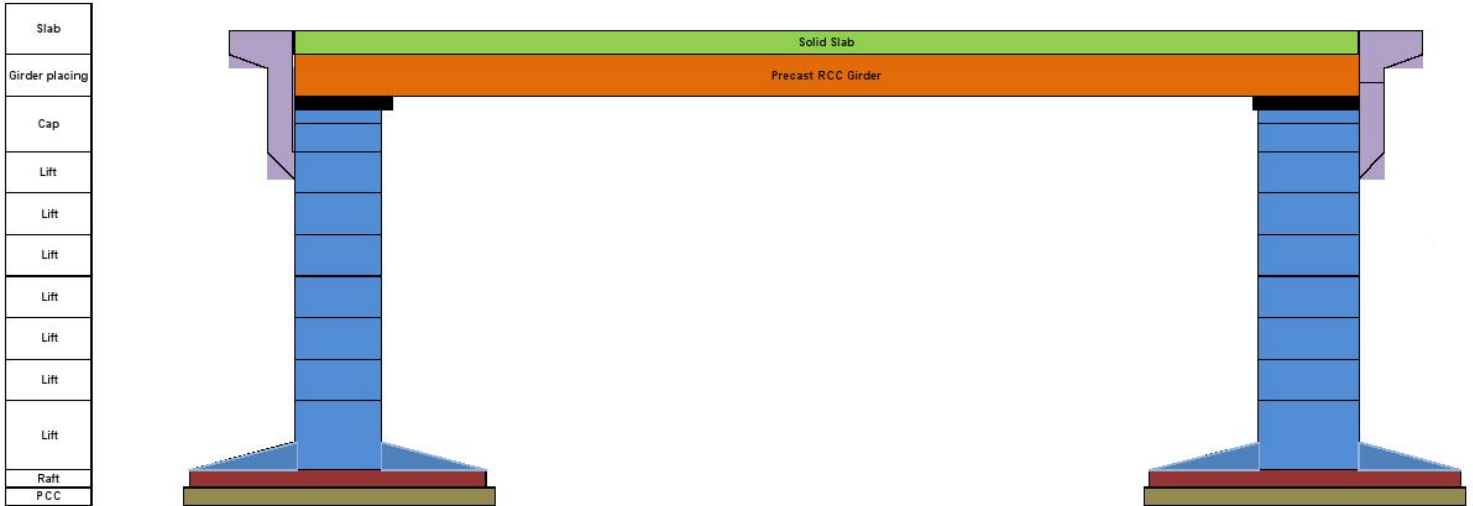 Slab
Solid Slab
Girder placing
Precast RCC Girder
Cap
Lift
Lift
Lift
Lift
Lift
Lift
Lift
Raft
PCC